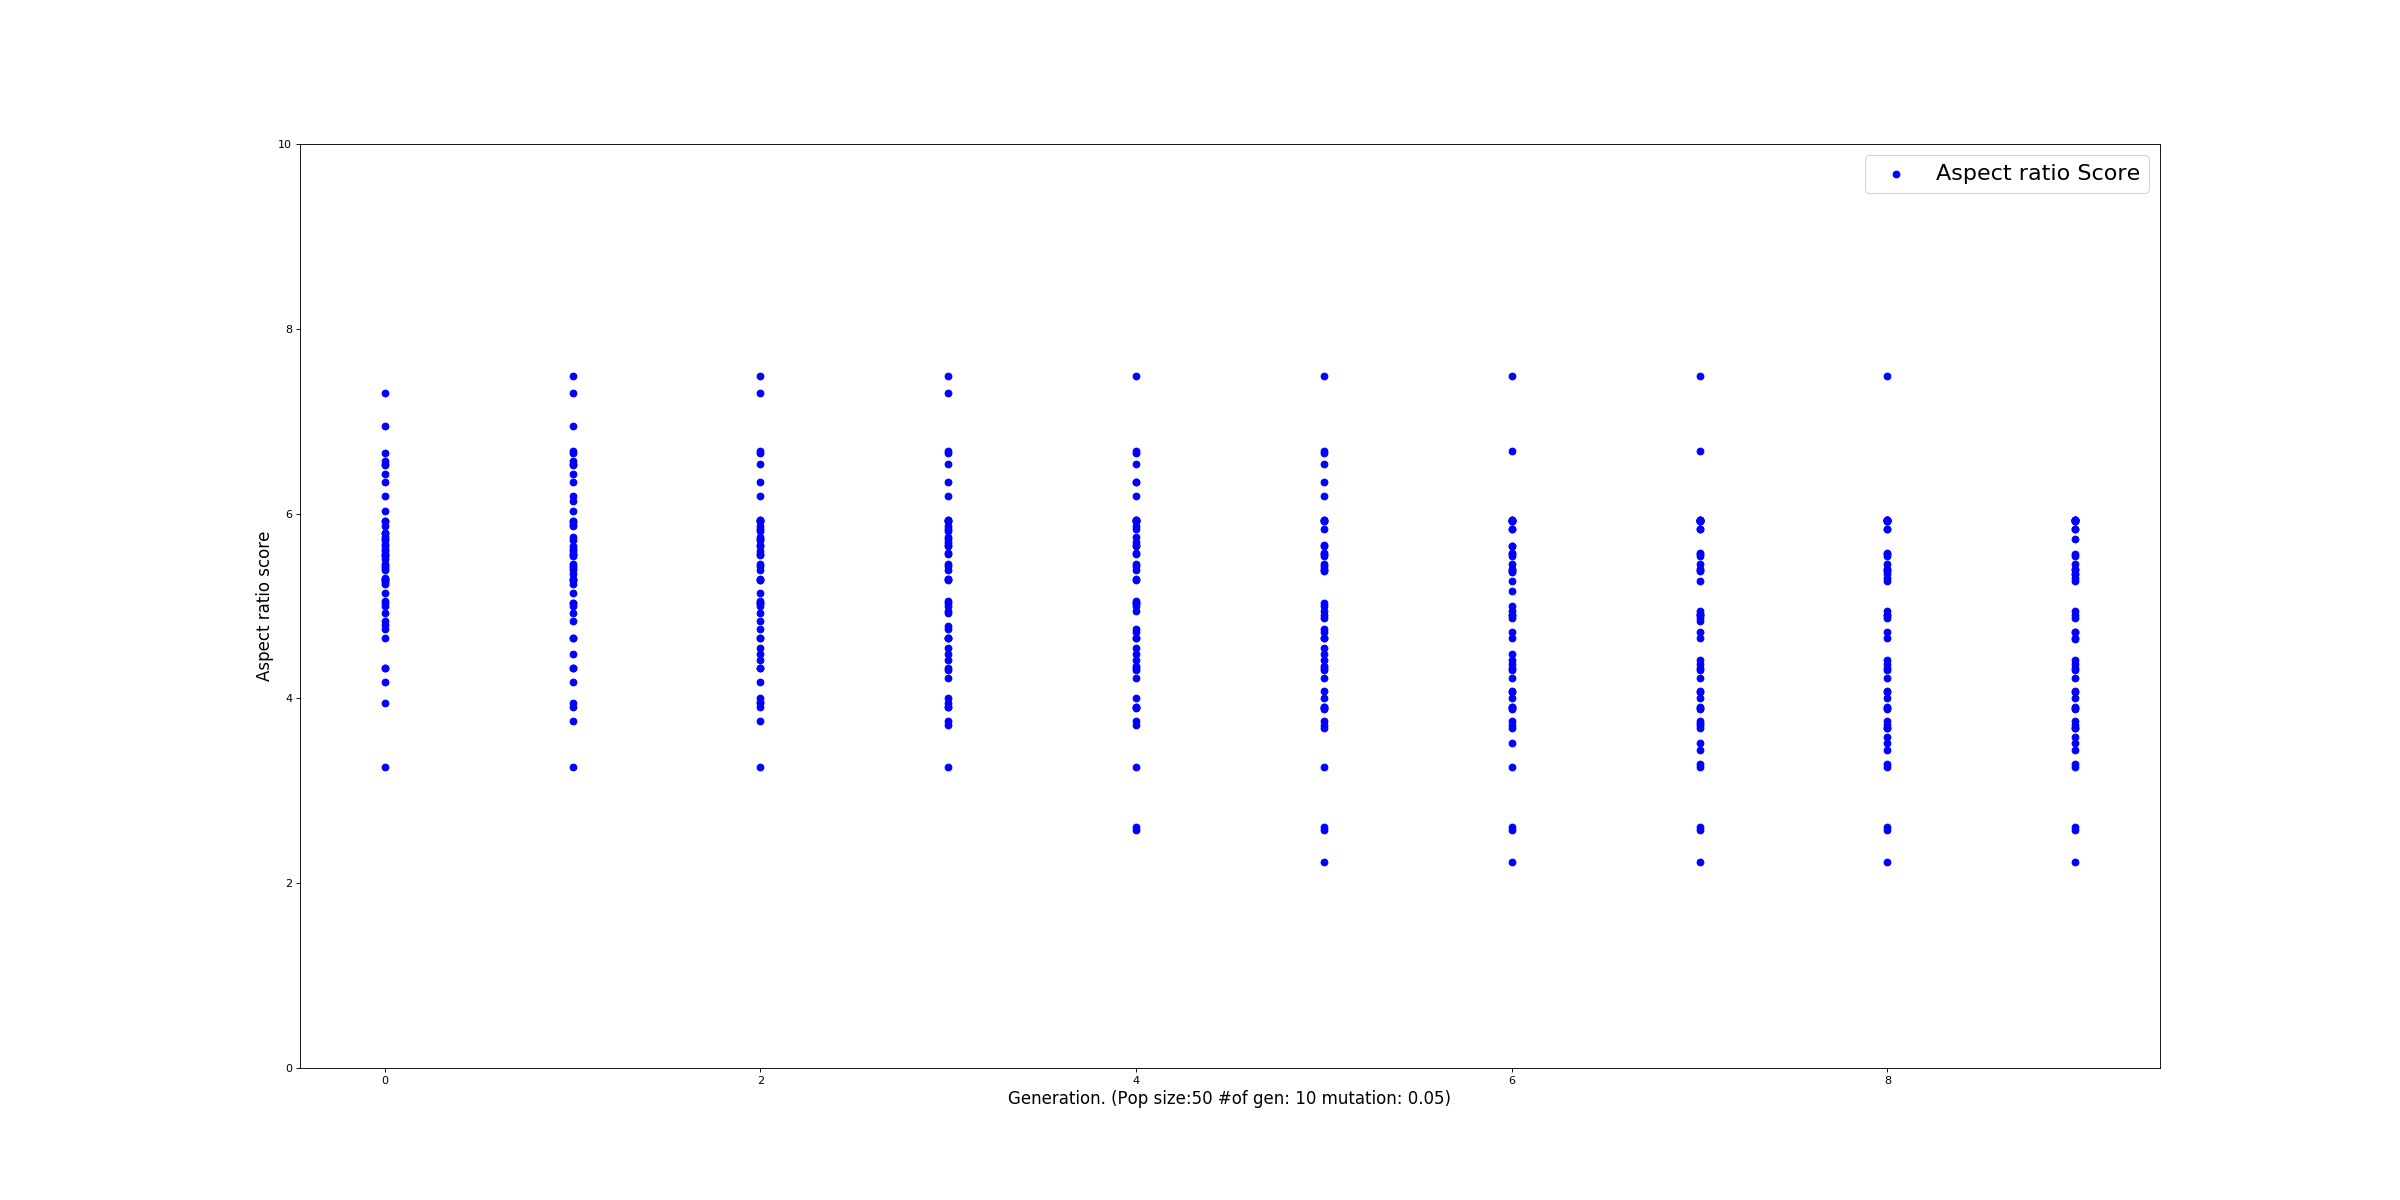 10
Aspect ratio Score
8
6
4
2
0
Aspect ratio score
0 2 4 6 8
Generation. (Pop size:50 #of gen: 10 mutation: 0.05)